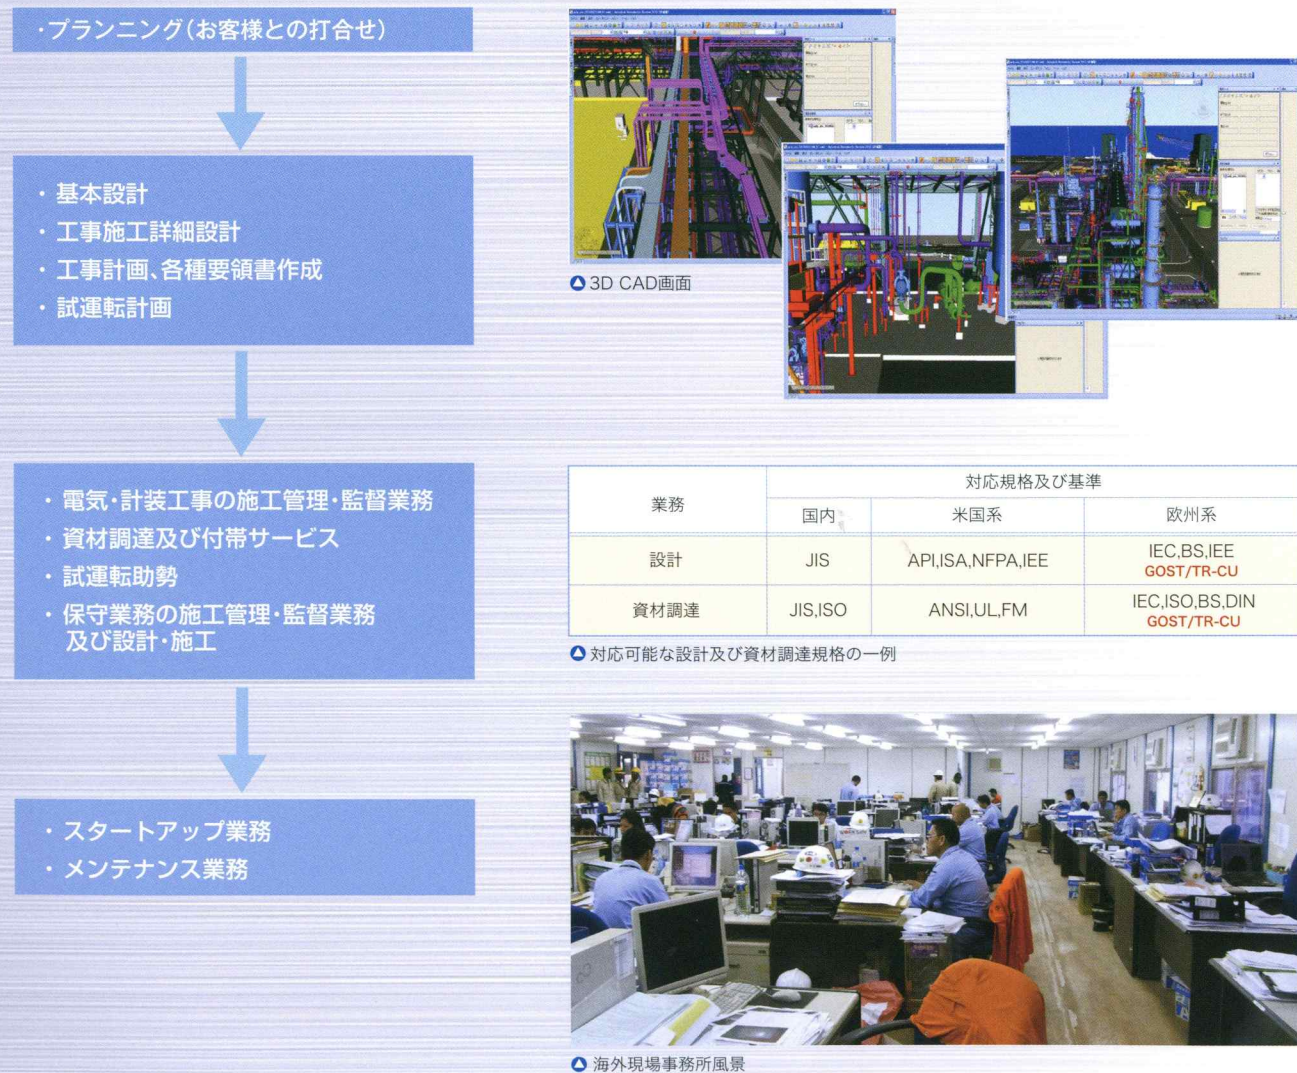 ・プランニング(お客様との打合せ)
・ 基本設計
・ 工事施工詳細設計
・ 工事計画、各種要領書作成
・ 試運転計画
・ 電気・計装工事の施工管理・監督業務
・ 資材調達及び付帯サービス
・ 試運転助勢
・ 保守業務の施工管理・監督業務
及び設計・施工
・ スタートアップ業務
・ メンテナンス業務
3D CAD画面
業務 対応規格及び基準
国内 米国系 欧州系
設計 JIS API,ISA,NFPA,IEE IEC,BS,IEE
GOST/TR-CU
資材調達 JIS,ISO ANSI,UL,FM IEC,ISO,BS,DIN
GOST/TR-CU
対応可能な設計及び資材調達規格の一例
海外現場事務所風景